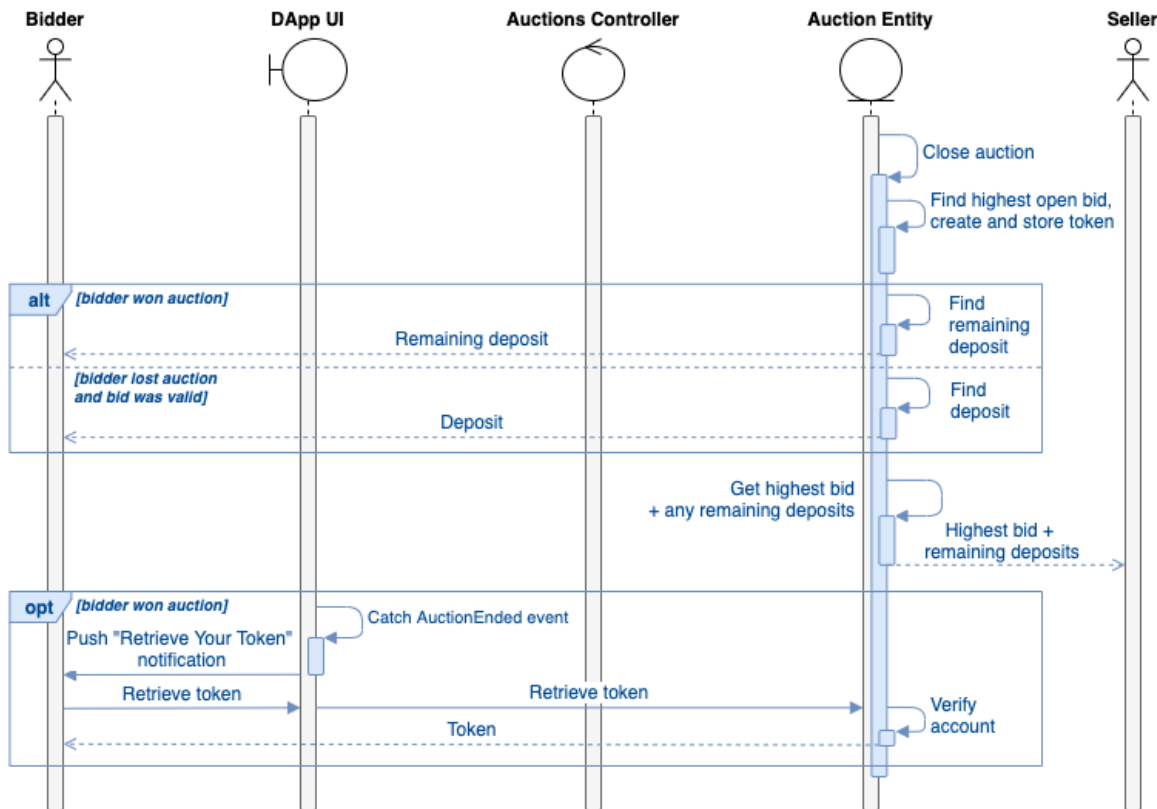 Bidder
DApp UI
Auctions Controller
Auction Entity
Seller
Close auction
Find highest open bid,
create and store token
alt
[bidder won auction]
Find
remaining
deposit
Remaining deposit
[bidder lost auction
and bid was valid]
Find
deposit
Deposit
Get highest bid
+ any remaining deposits
Highest bid +
remaining deposits
opt
[bidder won auction]
Catch AuctionEnded event
Push "Retrieve Your Token"
notification
Retrieve token
Retrieve token
Verify
account
Token